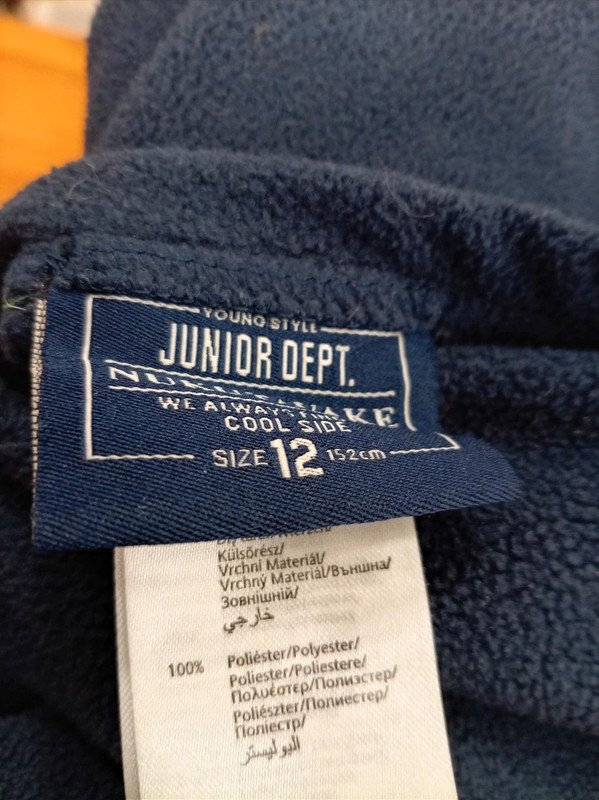 YOUNG STYLE
JUNIOR DEPT.
WE ALWAYS
COOL SIDE
SIZE 12 152cm
Külsőrész/
Vrchní Materiál/
Vrchný Materiál/Външна/
Зовнішній/
خارجي
100% Poliéster/Polyester/
Poliester/Poliestere/
Πολυέστερ/Полиэстер/
Poliészter/Полиестер/
Поліестр/
البوليستر